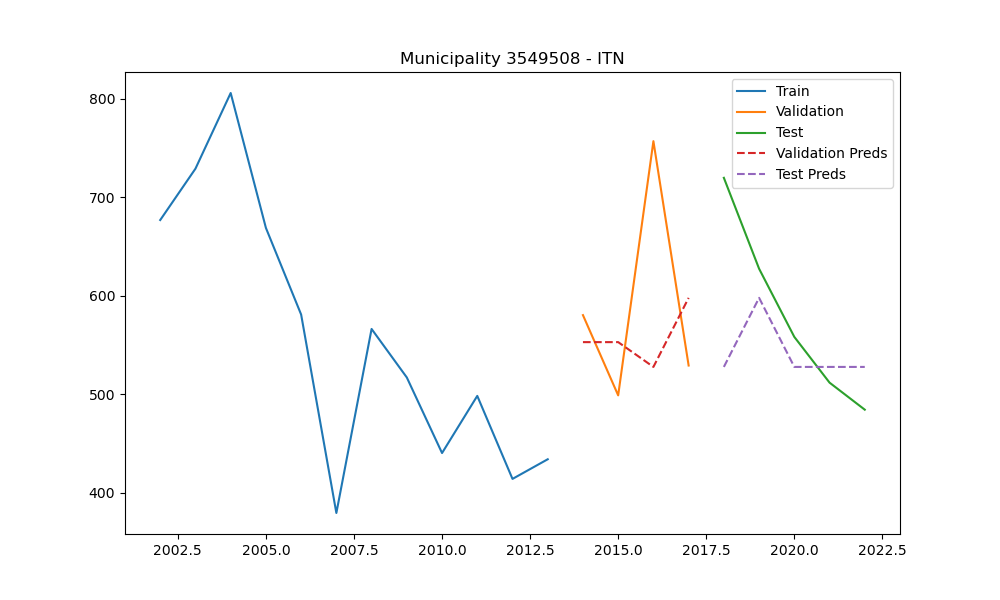 Municipality 3549508 - ITN
Train
Validation
Test
Validation Preds
Test Preds
800
700
600
500
400
2002.5 2005.0 2007.5 2010.0 2012.5 2015.0 2017.5 2020.0 2022.5